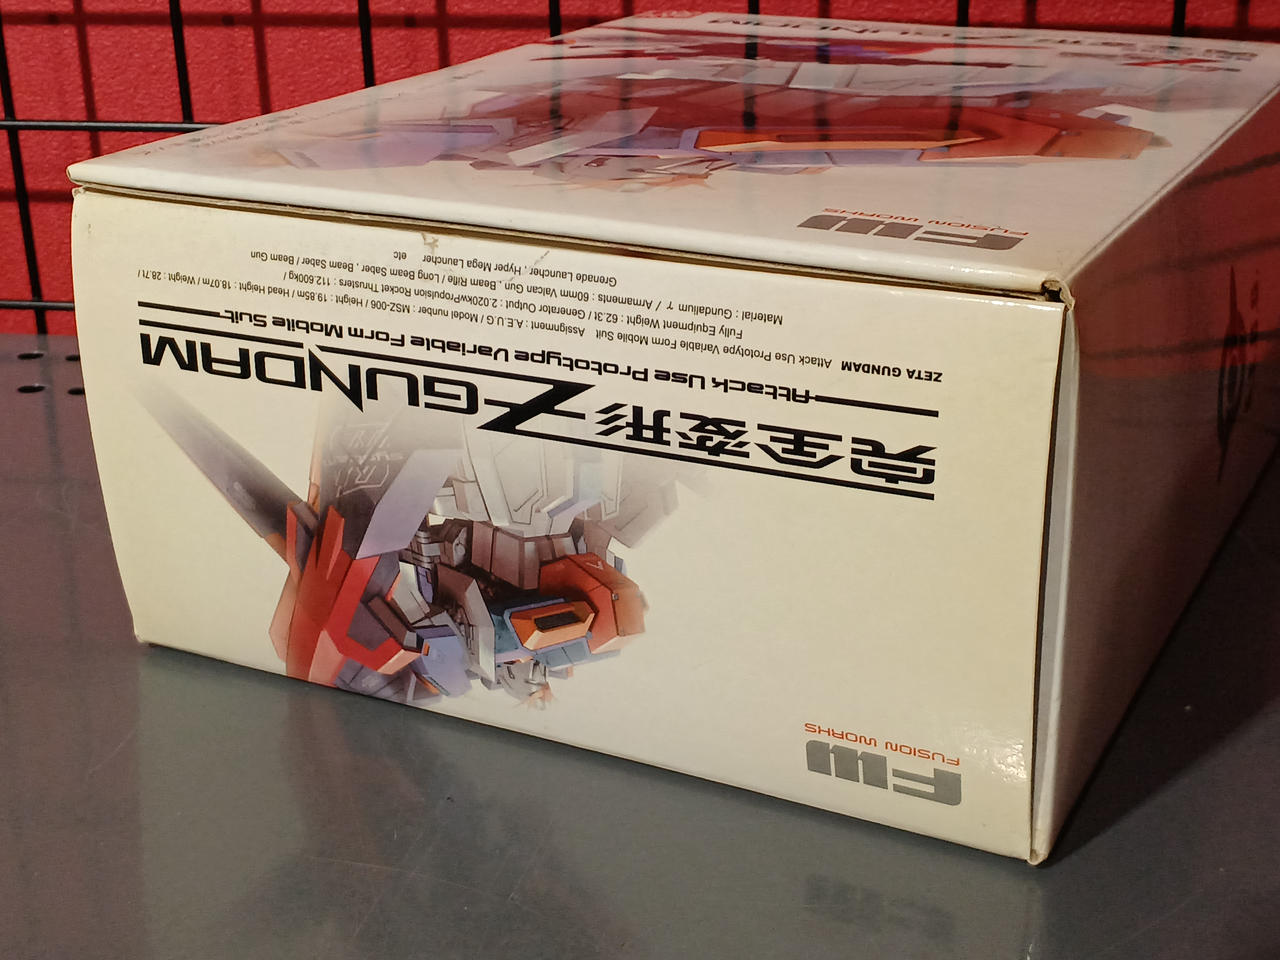 FW
FUSION WORKS
完全変形 Z GUNDAM
Attack Use Prototype Variable Form Mobile Suit
ZETA GUNDAM Attack Use Prototype Variable Form Mobile Suit Assignment : A.E.U.G / Model number : MSZ-006 / Height : 19.85m / Head Height : 18.07m / Weight : 28.7t /
Fully Equipment Weight : 62.3t / Generator Output : 2.020kw Propulsion Rocket Thrusters : 112.600kg /
Material : Gundalium γ / Armaments : 60mm Valcan Gun , Beam Rifle / Long Beam Saber , Beam Saber / Beam Gun
Grenade Launcher , Hyper Mega Launcher etc
FW
FUSION WORKS